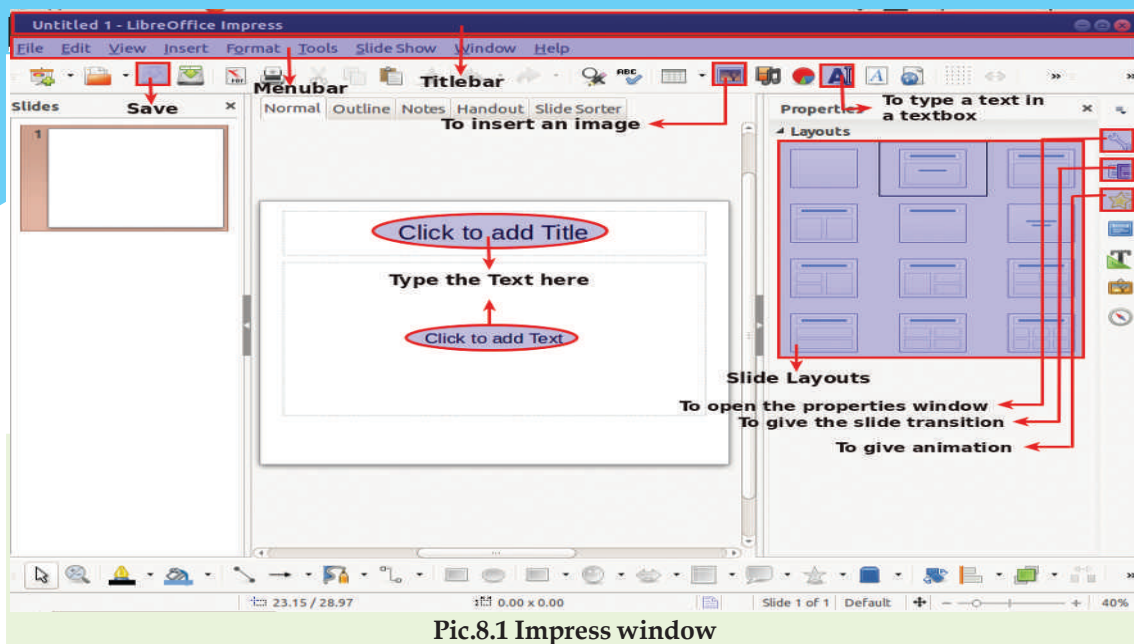 Untitled 1 - LibreOffice Impress
File Edit View Insert Format Tools Slide Show Window Help
Menubar
Titlebar
Slides
Save
Normal Outline Notes Handout Slide Sorter
To insert an image
Properties
To type a text in
a textbox
Layouts
1
Click to add Title
Type the Text here
Click to add Text
Slide Layouts
To open the properties window
To give the slide transition
To give animation
23.15 / 28.97 0.00 x 0.00 Slide 1 of 1 Default 40%
Pic.8.1 Impress window